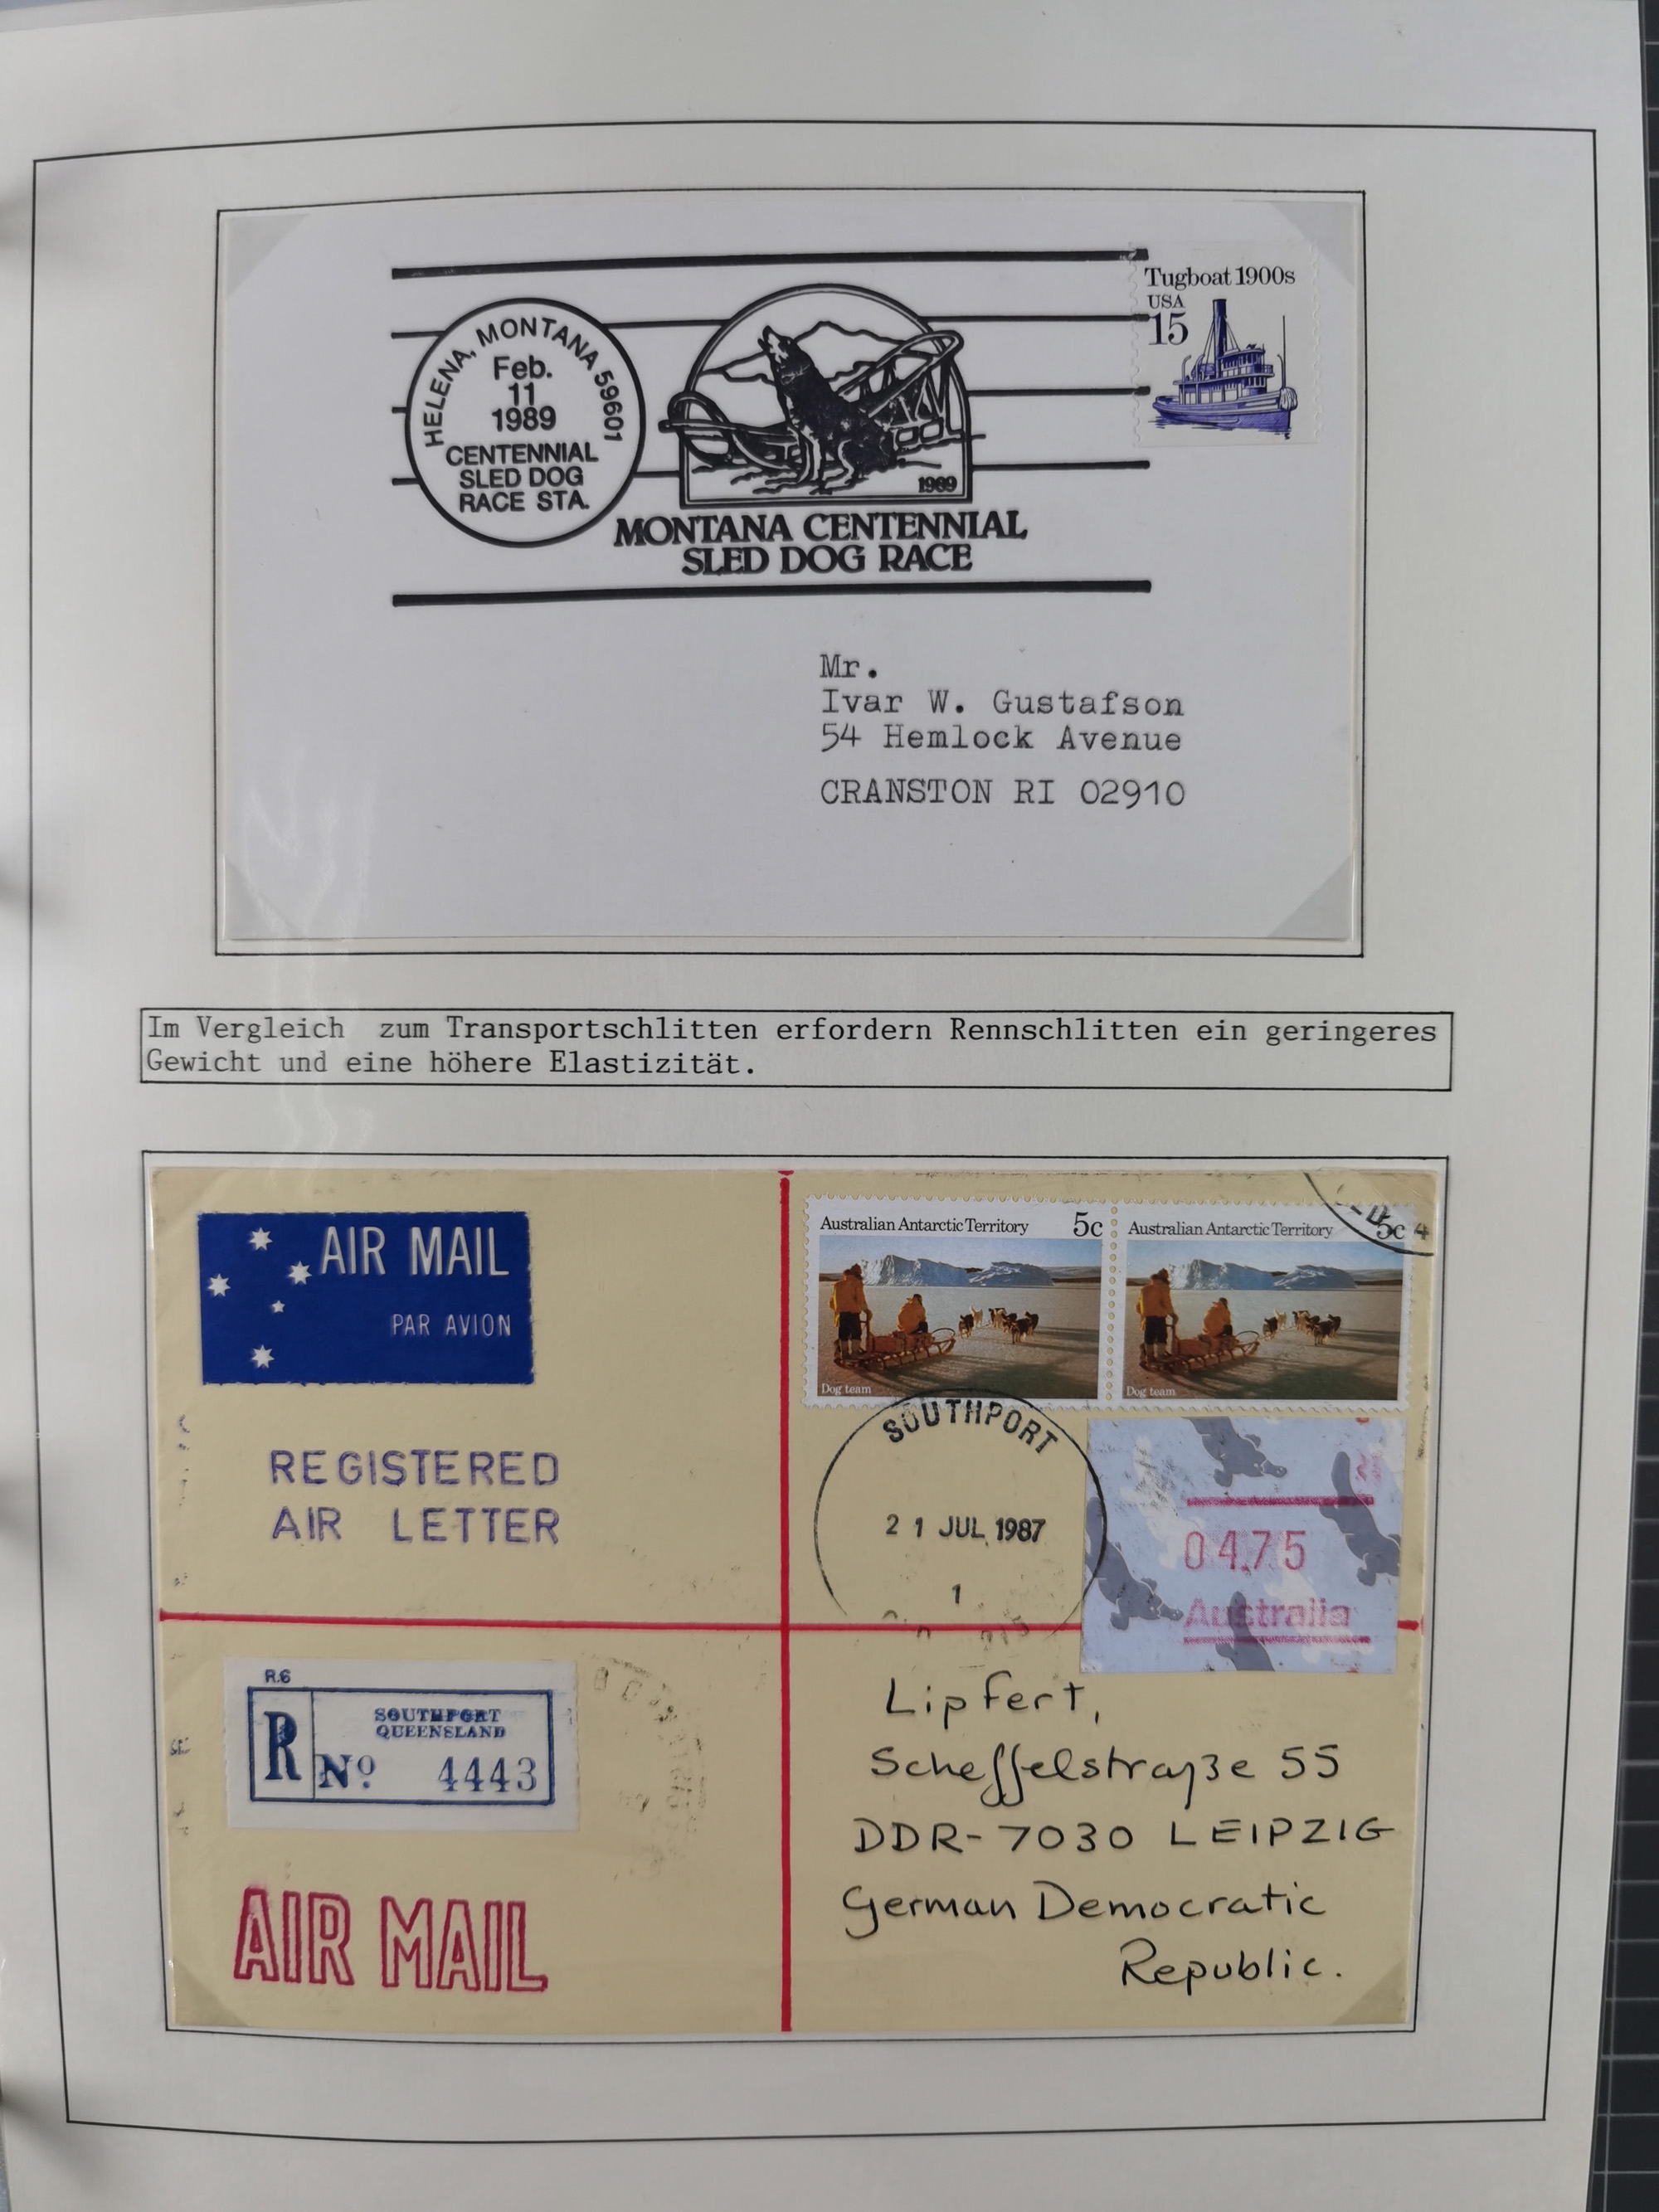 HELENA, MONTANA 59601
Feb.
11
1989
CENTENNIAL
SLED DOG
RACE STA.
1989
MONTANA CENTENNIAL
SLED DOG RACE
Tugboat 1900s
USA
15
Mr.
Ivar W. Gustafson
54 Hemlock Avenue
CRANSTON RI 02910
Im Vergleich zum Transportschlitten erfordern Rennschlitten ein geringeres
Gewicht und eine höhere Elastizität.
AIR MAIL
PAR AVION
Australian Antarctic Territory 5c
Dog team
Australian Antarctic Territory 5c
Dog team
REGISTERED
AIR LETTER
SOUTHPORT
21 JUL 1987
1
0475
Australia
R.6
R
SOUTHPORT
QUEENSLAND
No 4443
AIR MAIL
Lipfert,
Scheffelstraße 55
DDR-7030 LEIPZIG
German Democratic
Republic.